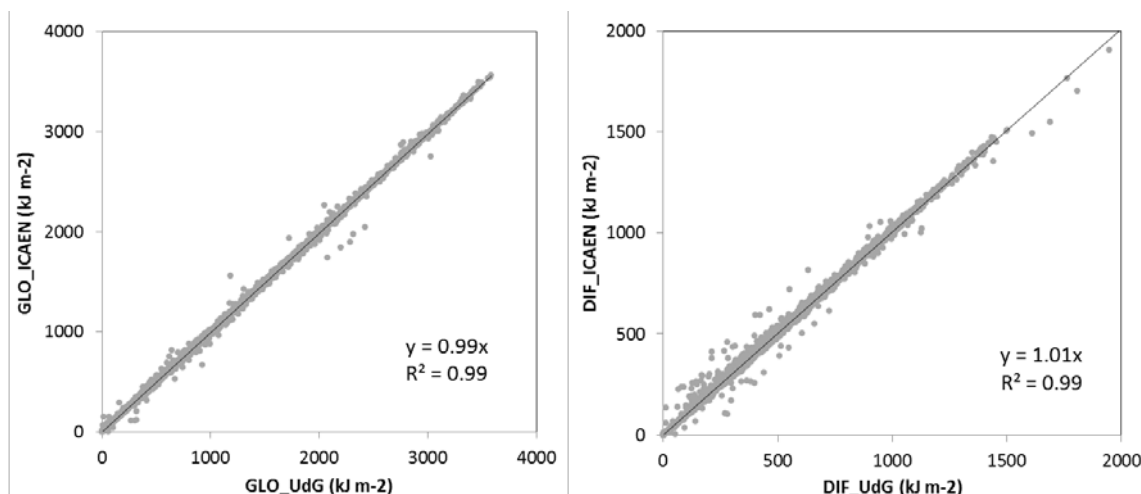 4000
3000
2000
1000
0
GLO_ICAEN (kJ m-2)
y = 0.99x
R² = 0.99
0 1000 2000 3000 4000
GLO_UdG (kJ m-2)
2000
1500
1000
500
0
DIF_ICAEN (kJ m-2)
y = 1.01x
R² = 0.99
0 500 1000 1500 2000
DIF_UdG (kJ m-2)